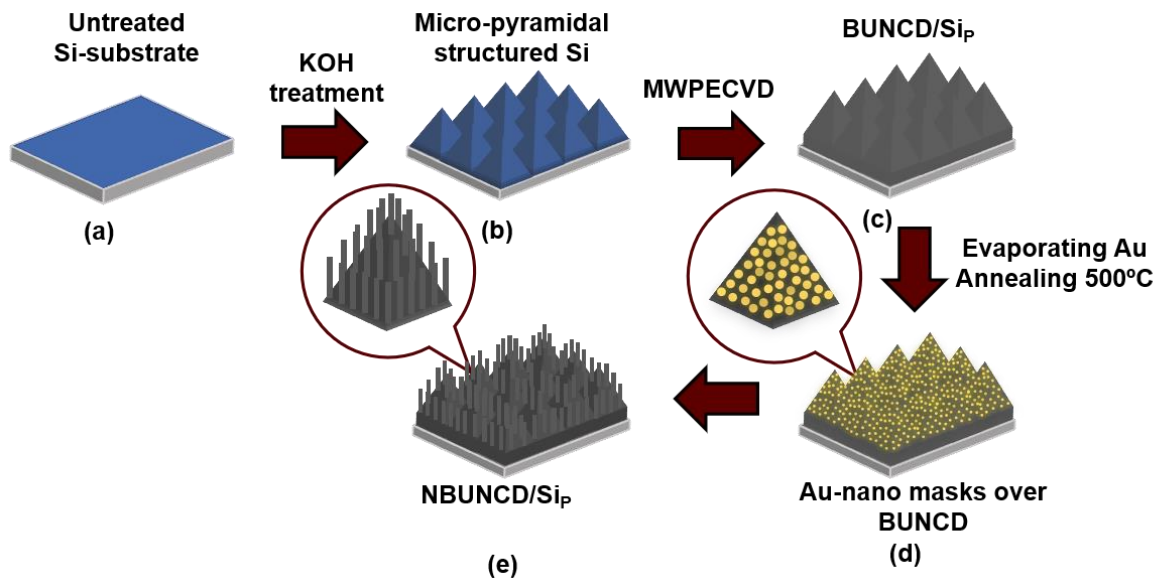 Untreated
Si-substrate
(a)
KOH
treatment
Micro-pyramidal
structured Si
(b)
MWPECVD
BUNCD/SiP
(c)
Evaporating Au
Annealing 500ºC
Au-nano masks over
BUNCD
(d)
NBUNCD/SiP
(e)